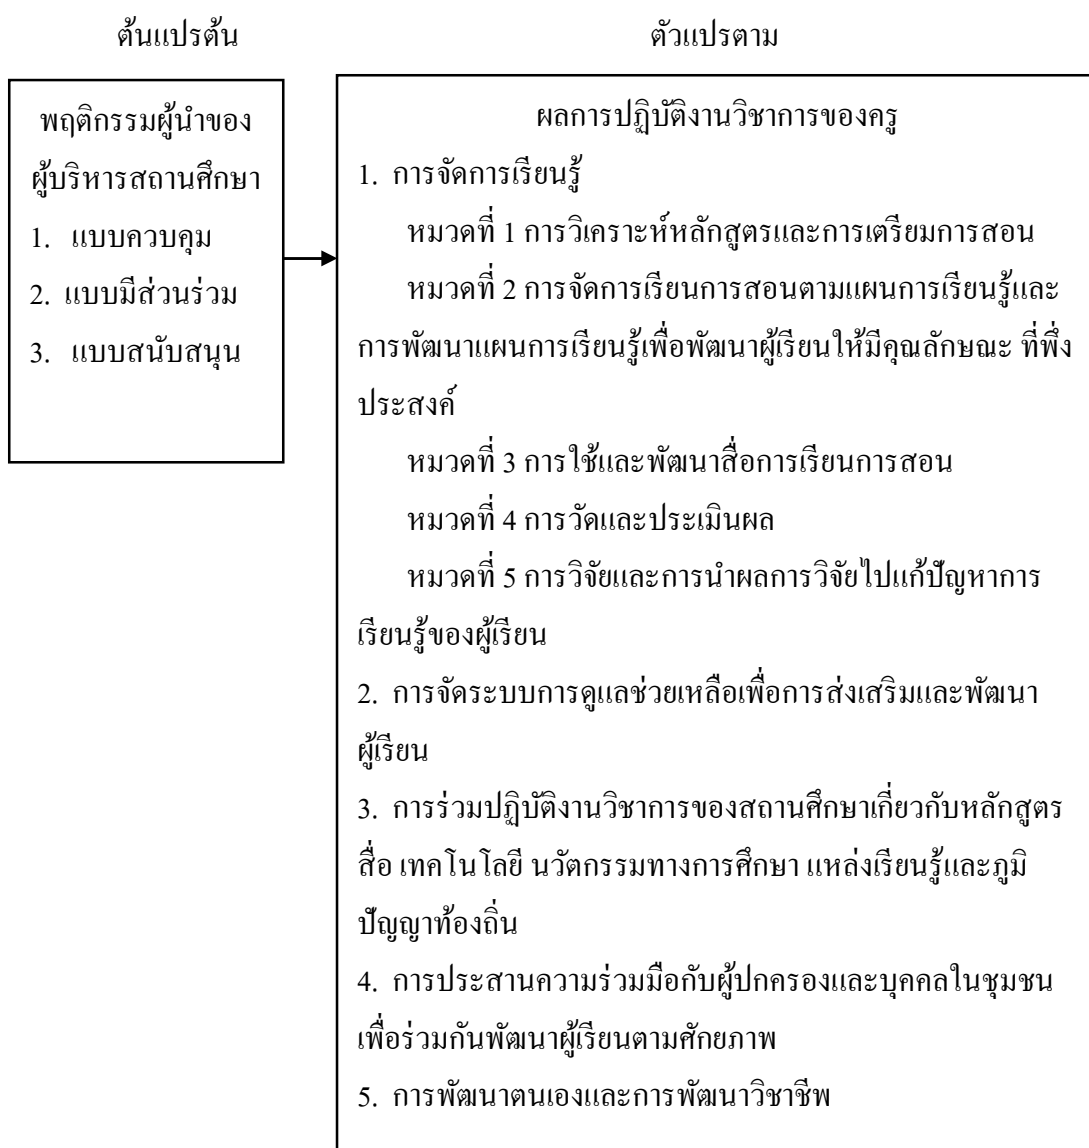 ต้นแปรต้น
ตัวแปรตาม
พฤติกรรมผู้นำของ
ผู้บริหารสถานศึกษา
1. แบบควบคุม
2. แบบมีส่วนร่วม
3. แบบสนับสนุน
ผลการปฏิบัติงานวิชาการของครู
1. การจัดการเรียนรู้
หมวดที่ 1 การวิเคราะห์หลักสูตรและการเตรียมการสอน
หมวดที่ 2 การจัดการเรียนการสอนตามแผนการเรียนรู้และ
การพัฒนาแผนการเรียนรู้เพื่อพัฒนาผู้เรียนให้มีคุณลักษณะ ที่พึ่ง
ประสงค์
หมวดที่ 3 การใช้และพัฒนาสื่อการเรียนการสอน
หมวดที่ 4 การวัดและประเมินผล
หมวดที่ 5 การวิจัยและการนำผลการวิจัยไปแก้ปัญหาการ
เรียนรู้ของผู้เรียน
2. การจัดระบบการดูแลช่วยเหลือเพื่อการส่งเสริมและพัฒนา
ผู้เรียน
3. การร่วมปฏิบัติงานวิชาการของสถานศึกษาเกี่ยวกับหลักสูตร
สื่อ เทคโนโลยี นวัตกรรมทางการศึกษา แหล่งเรียนรู้และภูมิ
ปัญญาท้องถิ่น
4. การประสานความร่วมมือกับผู้ปกครองและบุคคลในชุมชน
เพื่อร่วมกันพัฒนาผู้เรียนตามศักยภาพ
5. การพัฒนาตนเองและการพัฒนาวิชาชีพ